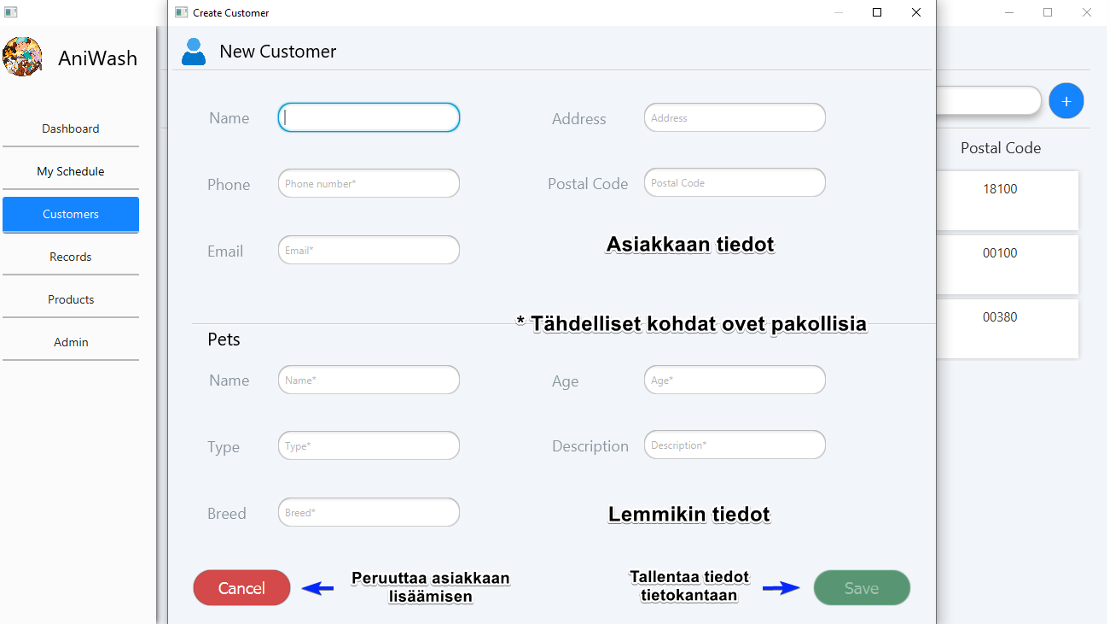 Create Customer
AniWash
New Customer
Dashboard
My Schedule
Customers
Records
Products
Admin
Name
Address
Address
Phone
Phone number*
Postal Code
Postal Code
Email
Email*
Asiakkaan tiedot
* Tähdelliset kohdat ovet pakollisia
Pets
Name
Name*
Age
Age*
Type
Type*
Description
Description*
Breed
Breed*
Lemmikin tiedot
Cancel
Peruuttaa asiakkaan
lisäämisen
Tallentaa tiedot
tietokantaan
Save
+
Postal Code
18100
00100
00380